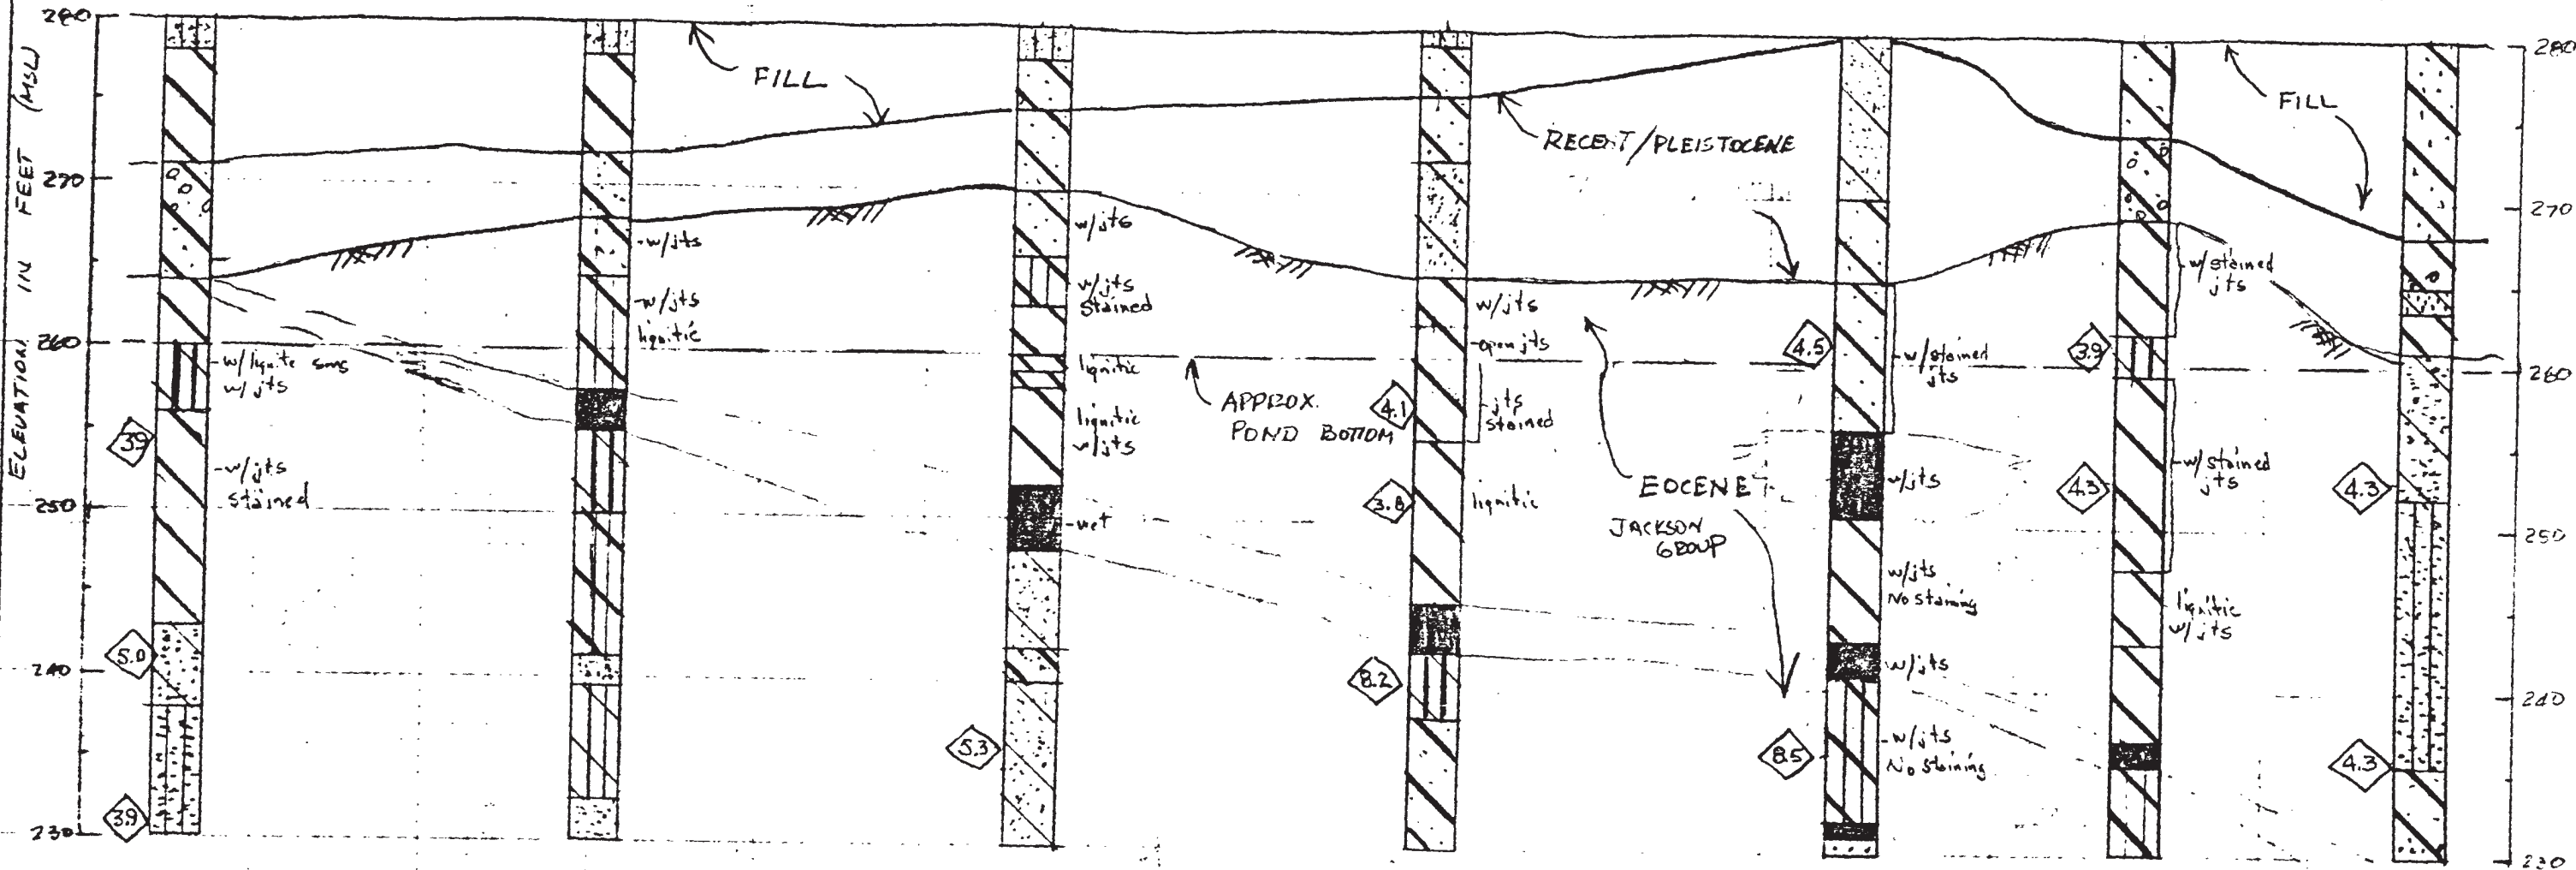 ELEVATION IN FEET (MSL)
280
270
260
250
240
230
FILL
w/lignite sms
w/jts
39
-w/jts
stained
5.0
39
-w/jts
-w/jts
lignitic
w/jts
w/jts
stained
lignitic
lignitic
w/jts
-wet
5.3
APPROX.
POND BOTTOM
RECENT/PLEISTOCENE
w/jts
-open jts
jts
stained
4.1
3.8
lignitic
8.2
EOCENE
JACKSON
GROUP
4.5
-w/stained
jts
w/jts
w/jts
No staining
w/jts
8.5
-w/jts
No staining
3.9
4.3
w/stained
jts
-w/stained
jts
lignitic
w/jts
FILL
4.3
4.3
280
270
260
250
240
230